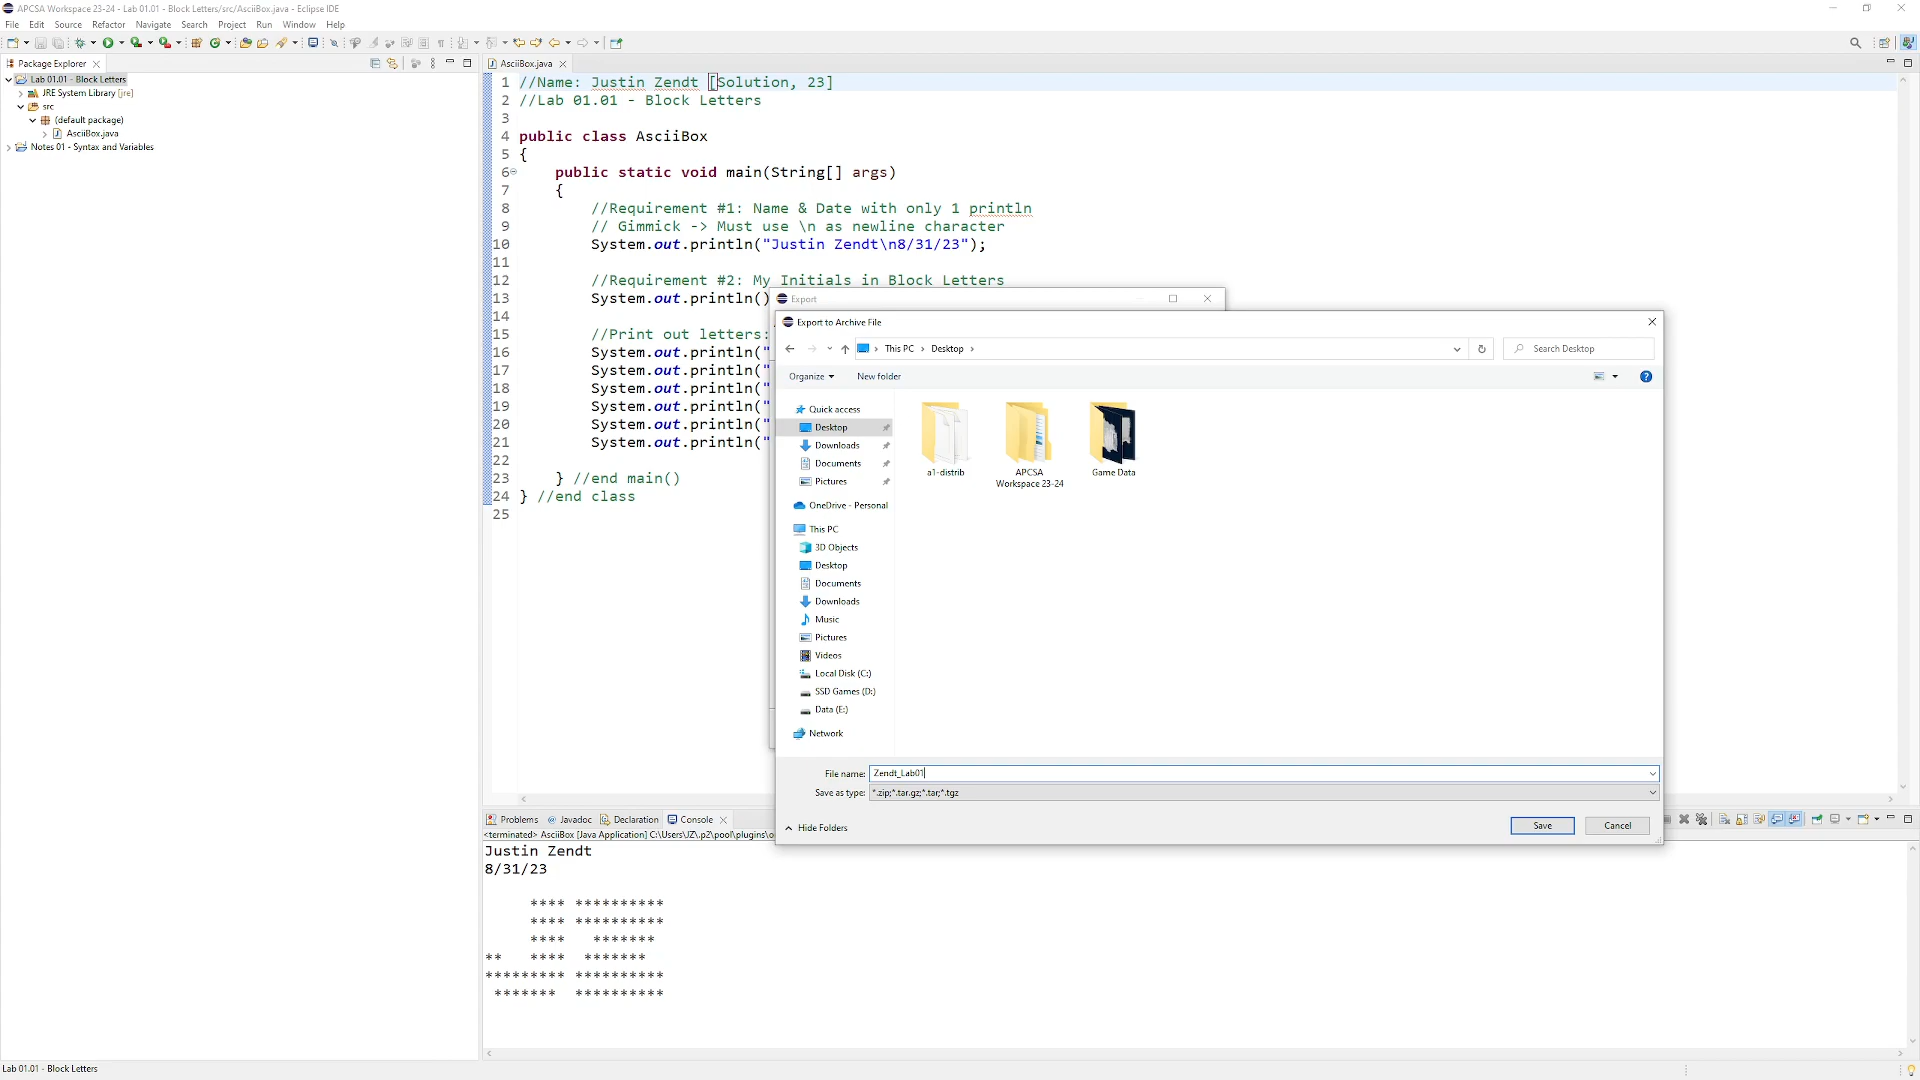 APCSA Workspace 23-24 - Lab 01.01 - Block Letters/src/AsciiBox.java - Eclipse IDE
File Edit Source Refactor Navigate Search Project Run Window Help
Package Explorer
Lab 01.01 - Block Letters
JRE System Library [jre]
src
(default package)
AsciiBox.java
Notes 01 - Syntax and Variables
AsciiBox.java
1 //Name: Justin Zendt [Solution, 23]
2 //Lab 01.01 - Block Letters
3
4 public class AsciiBox
5 {
6 public static void main(String[] args)
7 {
8 //Requirement #1: Name & Date with only 1 println
9 // Gimmick -> Must use \n as newline character
10 System.out.println("Justin Zendt\n8/31/23");
11
12 //Requirement #2: My Initials in Block Letters
13 System.out.println()
14
15 //Print out letters:
16 System.out.println("
17 System.out.println("
18 System.out.println("
19 System.out.println("
20 System.out.println("
21 System.out.println("
22
23 } //end main()
24 } //end class
25
Export
Export to Archive File
This PC > Desktop >
Search Desktop
Organize
New folder
Quick access
Desktop
Downloads
Documents
Pictures
OneDrive - Personal
This PC
3D Objects
Desktop
Documents
Downloads
Music
Pictures
Videos
Local Disk (C:)
SSD Games (D:)
Data (E:)
Network
a1-distrib
APCSA
Workspace 23-24
Game Data
File name: Zendt_Lab01
Save as type: *.zip;*.tar.gz;*.tar;*.tgz
Hide Folders
Save
Cancel
Problems Javadoc Declaration Console
<terminated> AsciiBox [Java Application] C:\Users\JZ\.p2\pool\plugins\o
Justin Zendt
8/31/23
     **** **********
     **** **********
     ****   *******
**   ****  *******
********* **********
 *******  **********
Lab 01.01 - Block Letters